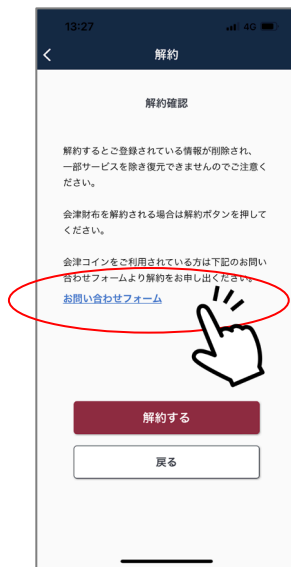 13:27
4G
解約
解約確認
解約するとご登録されている情報が削除され、
一部サービスを除き復元できませんのでご注意く
ださい。
会津財布を解約される場合は解約ボタンを押して
ください。
会津コインをご利用されている方は下記のお問い
合わせフォームより解約をお申し出ください。
お問い合わせフォーム
解約する
戻る